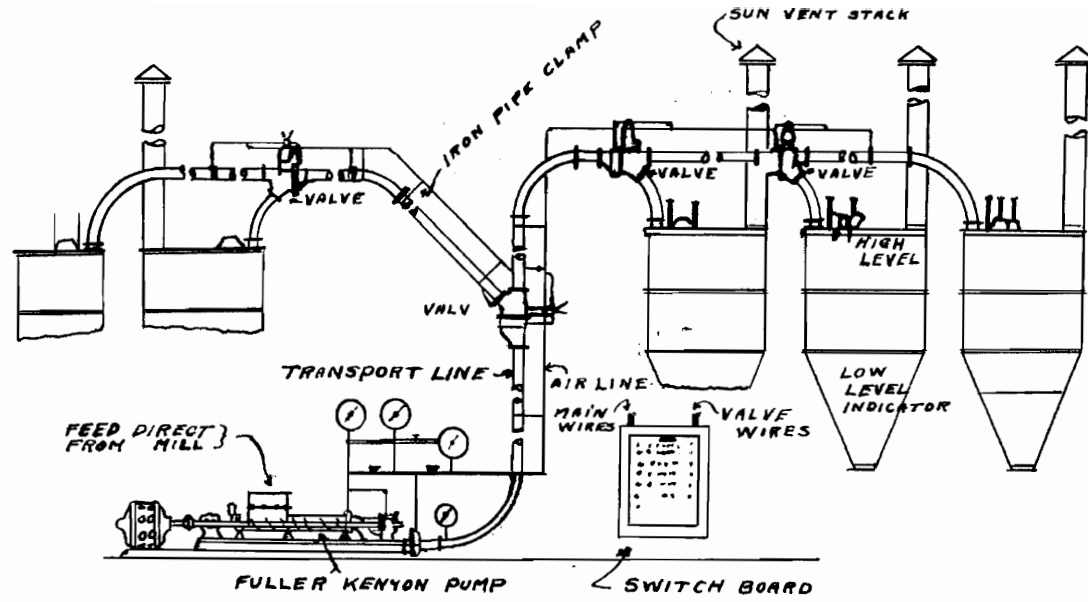 SUN VENT STACK
IRON PIPE CLAMP
VALVE
VALVE
VALVE
HIGH
LEVEL
VALV
TRANSPORT LINE
AIR LINE
LOW
LEVEL
INDICATOR
MAIN
WIRES
VALVE
WIRES
FEED DIRECT
FROM MILL
FULLER KENYON PUMP
SWITCH BOARD